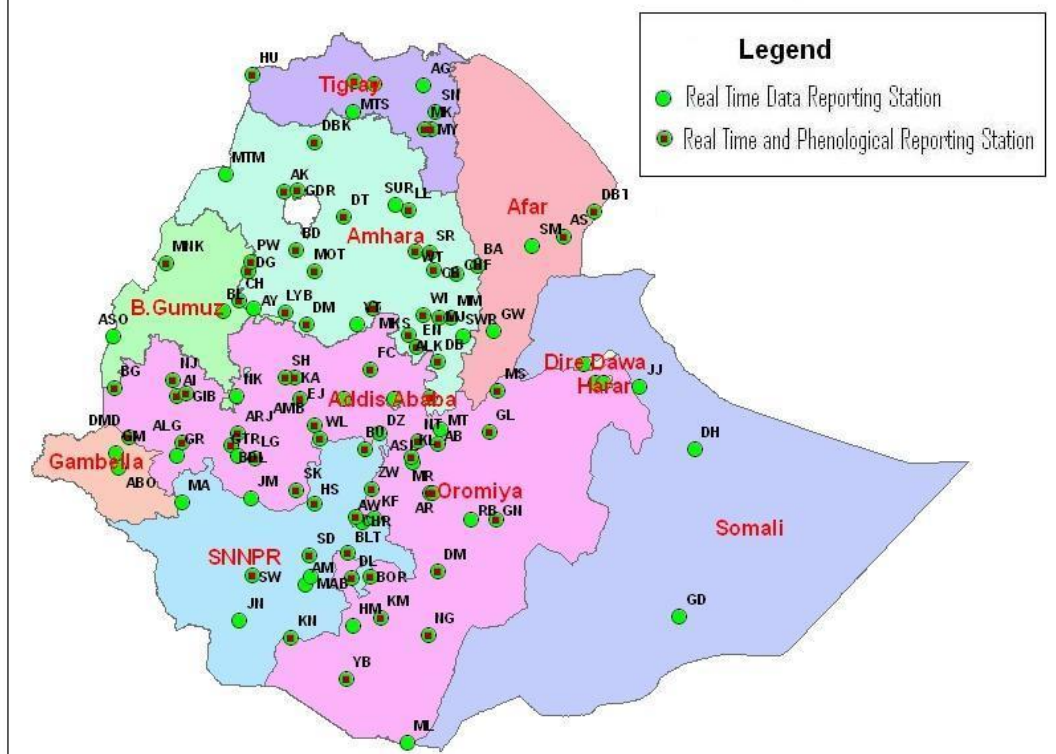 Legend
Real Time Data Reporting Station
Real Time and Phenological Reporting Station
HU
AG
Tigray
SN
MTS
MK
MY
DBK
MTM
AK
GDR
SUR
LL
DT
DBT
Afar
AS
SM
Amhara
BD
SR
BA
MNK
PW
DG
MOT
WT
CH
B.Gumuz
BL
AY
LYB
DM
YT
WI
MM
MJ
SWR
GW
ASO
MKS
EN
ALK
DB
FC
Dire Dawa
Harar
JJ
BG
NJ
AI
GIB
NK
SH
KA
EJ
Addis Ababa
MS
AMB
DMD
GM
ALG
GR
ARJ
GTR
LG
BDL
WL
BU
DZ
ASJ
NT
KL
MT
AB
GL
DH
Gambella
ABO
MA
JM
SK
HS
ZW
MR
AR
Oromiya
AW
KF
CHR
RB
GN
Somali
SNNPR
SD
BLT
SW
AM
MAB
DL
BOR
DM
JN
KN
HM
KM
NG
GD
YB
ML